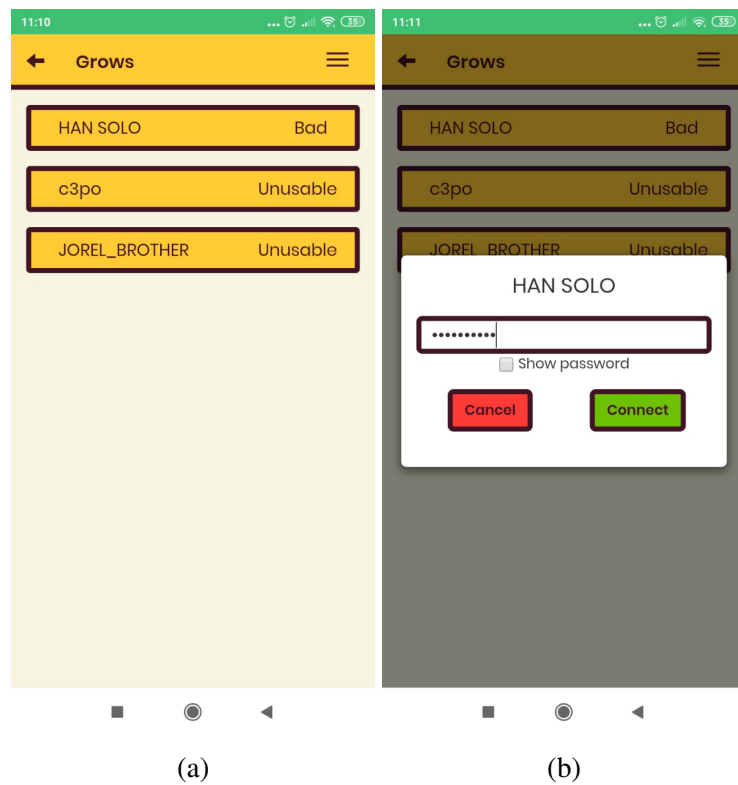 11:10 ... 35
Grows
HAN SOLO Bad
c3po Unusable
JOREL_BROTHER Unusable
(a)
11:11 ... 35
Grows
HAN SOLO Bad
c3po Unusable
JOREL_BROTHER Unusable
HAN SOLO
••••••••••
Show password
Cancel Connect
(b)